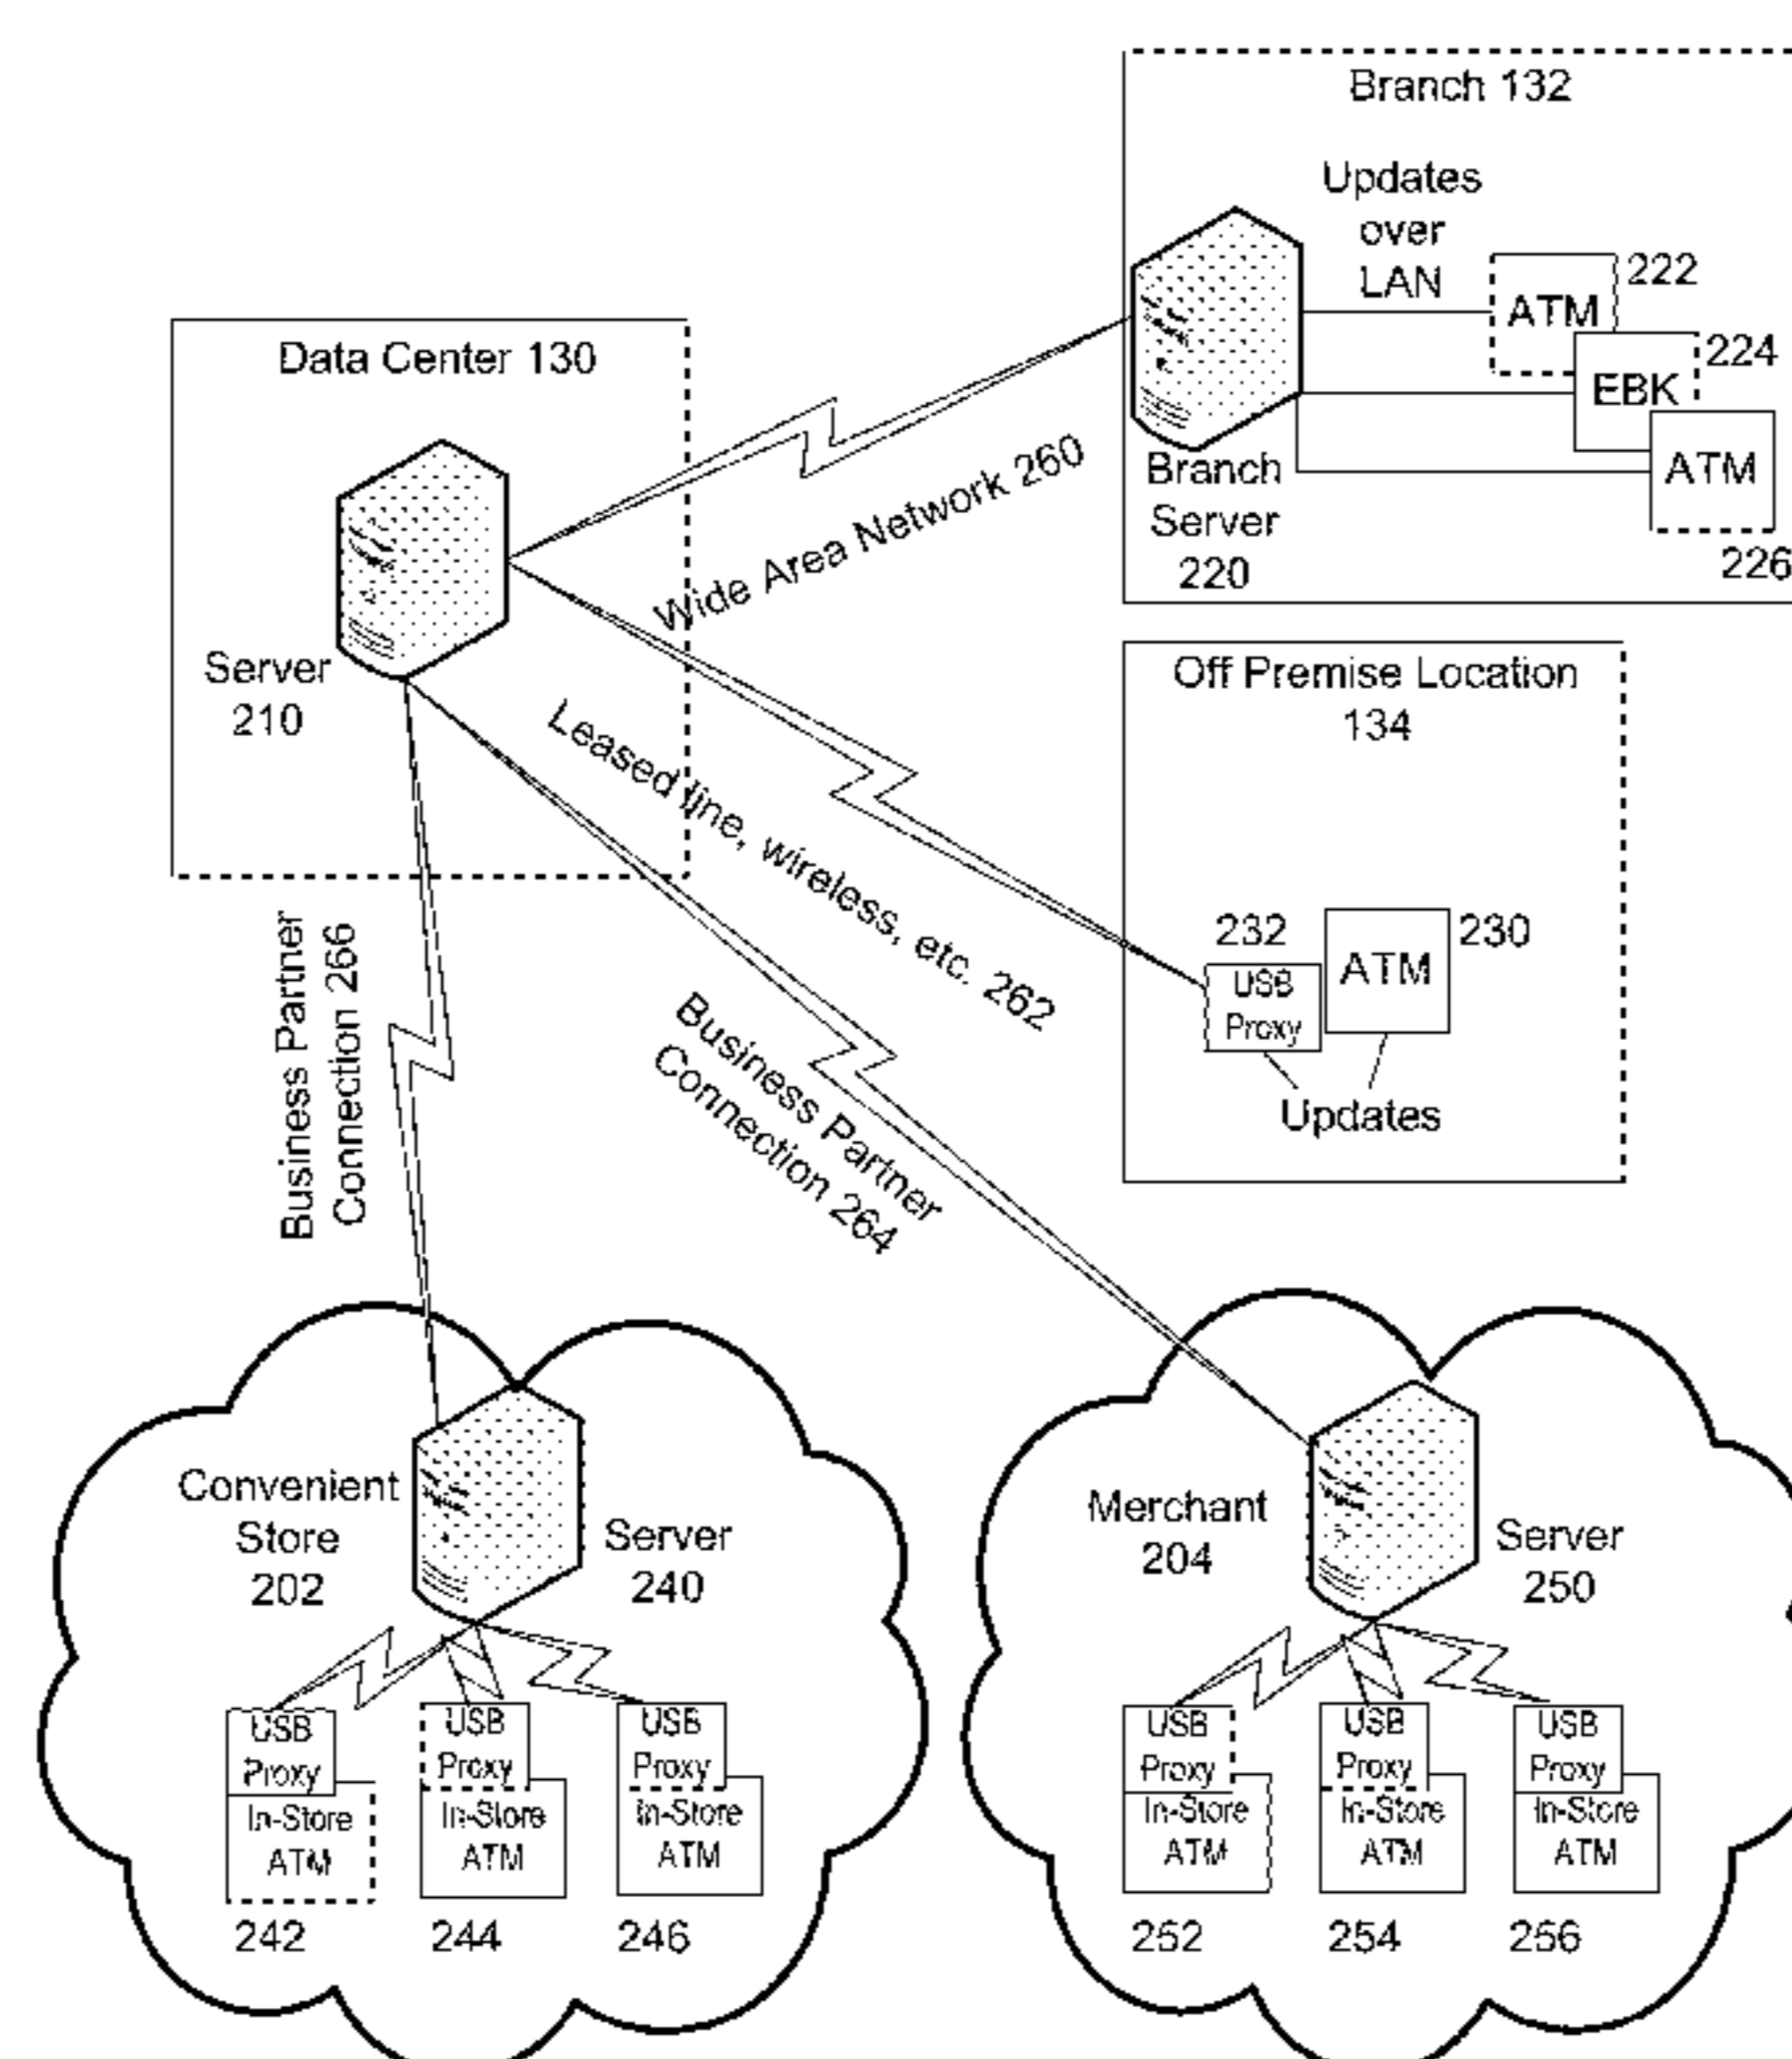 Branch 132
Updates
over
LAN
ATM
222
EBK
224
ATM
226
Branch
Server
220
Data Center 130
Server
210
Wide Area Network 260
Off Premise Location
134
232
USB
Proxy
ATM
230
Updates
Leased line, wireless, etc. 262
Business Partner
Connection 264
Business Partner
Connection 266
Convenient
Store
202
Server
240
USB
Proxy
In-Store
ATM
242
USB
Proxy
In-Store
ATM
244
USB
Proxy
In-Store
ATM
246
Merchant
204
Server
250
USB
Proxy
In-Store
ATM
252
USB
Proxy
In-Store
ATM
254
USB
Proxy
In-Store
ATM
256